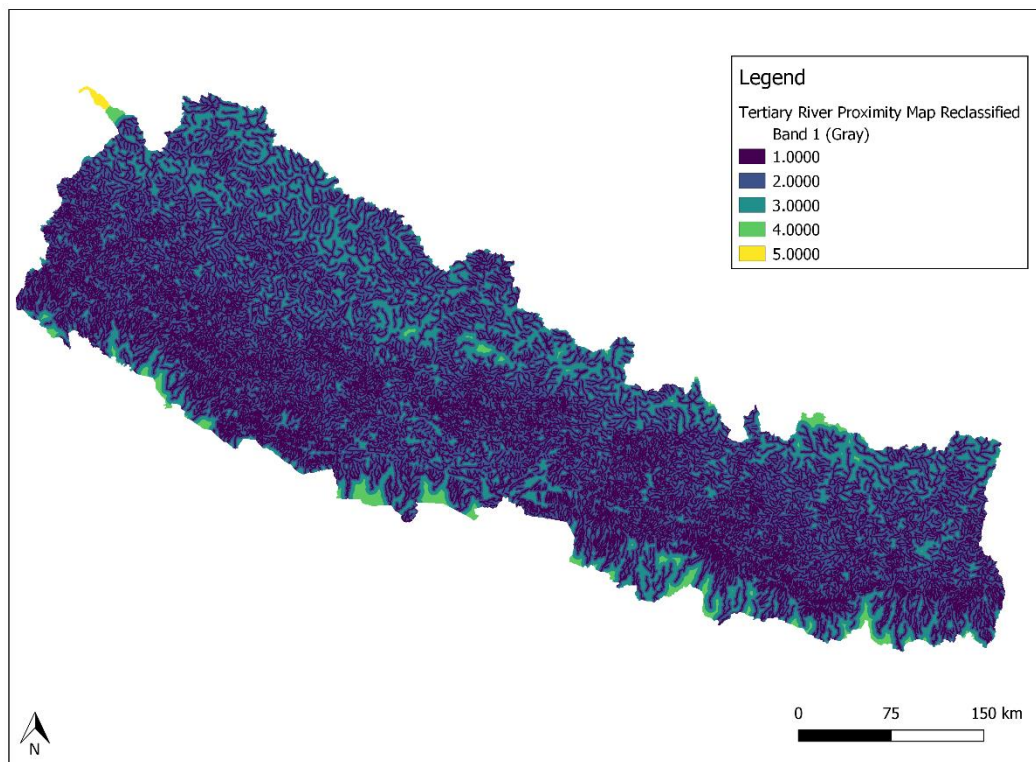 Legend
Tertiary River Proximity Map Reclassified
Band 1 (Gray)
1.0000
2.0000
3.0000
4.0000
5.0000
N
0 75 150 km